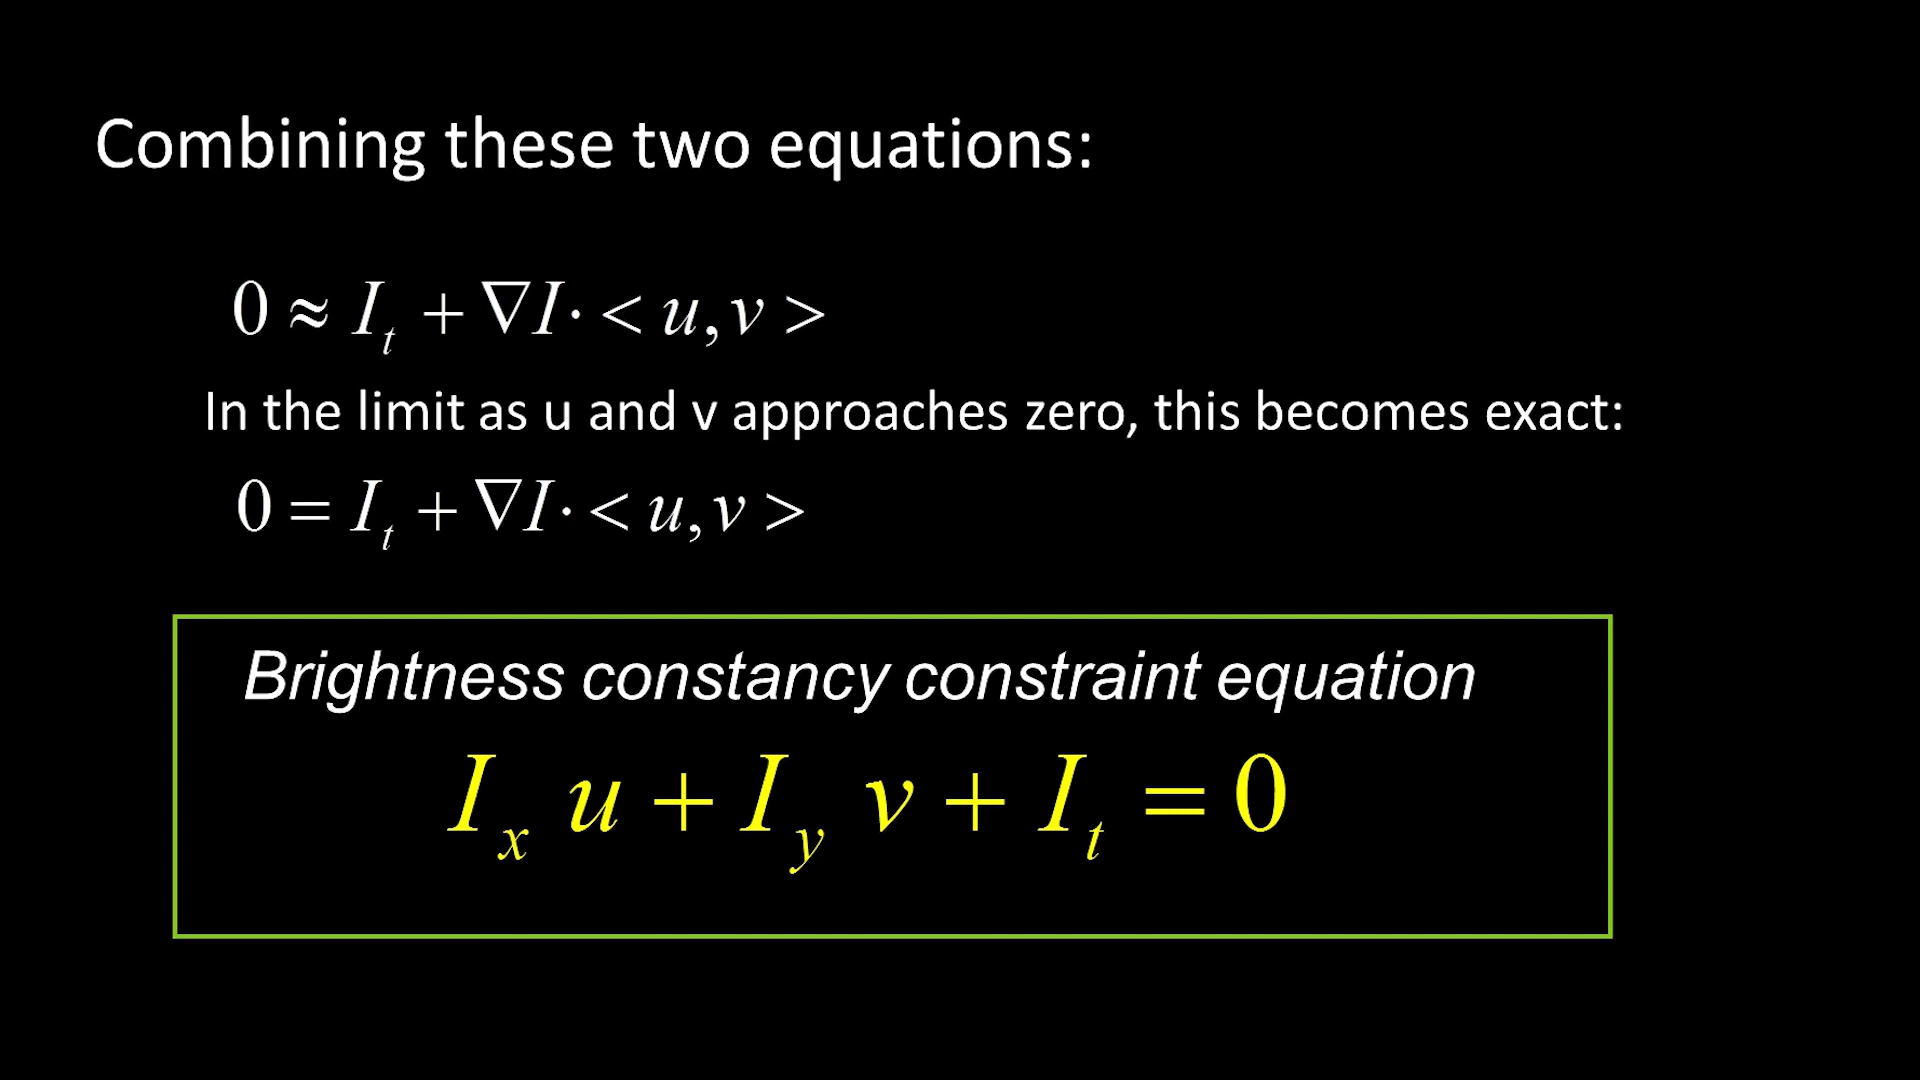 Combining these two equations:
0 ≈ I_t + ∇I · < u, v >
In the limit as u and v approaches zero, this becomes exact:
0 = I_t + ∇I · < u, v >
Brightness constancy constraint equation
I_x u + I_y v + I_t = 0